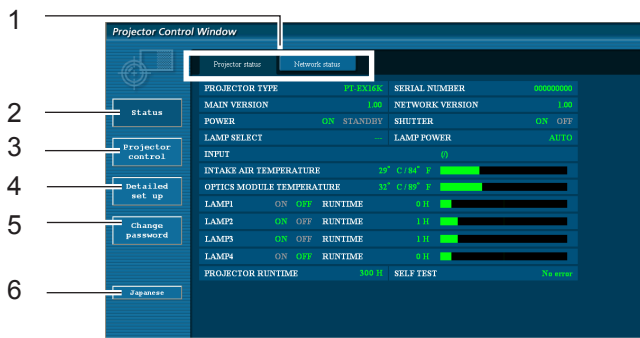 1
Projector Control Window
Projector status Network status
PROJECTOR TYPE PT-EX16K SERIAL NUMBER 000000000
MAIN VERSION 1.00 NETWORK VERSION 1.00
POWER ON STANDBY SHUTTER ON OFF
LAMP SELECT --- LAMP POWER AUTO
INPUT (/)
INTAKE AIR TEMPERATURE 29° C / 84° F
OPTICS MODULE TEMPERATURE 32° C / 89° F
LAMP1 ON OFF RUNTIME 0 H
LAMP2 ON OFF RUNTIME 1 H
LAMP3 ON OFF RUNTIME 1 H
LAMP4 ON OFF RUNTIME 0 H
PROJECTOR RUNTIME 300 H SELF TEST No error
2
Status
3
Projector
control
4
Detailed
set up
5
Change
password
6
Japanese